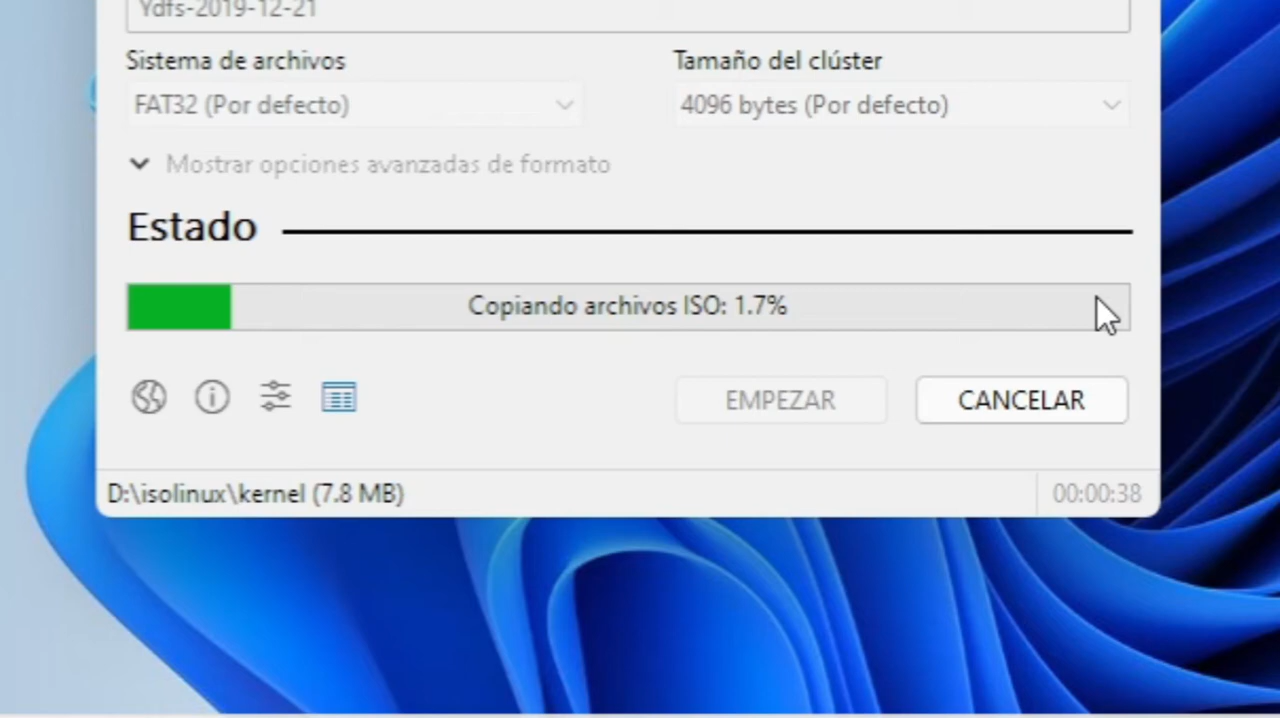 Ydfs-2019-12-21
Sistema de archivos
Tamaño del clúster
FAT32 (Por defecto)
4096 bytes (Por defecto)
Mostrar opciones avanzadas de formato
Estado
Copiando archivos ISO: 1.7%
EMPEZAR
CANCELAR
D:\isolinux\kernel (7.8 MB)
00:00:38